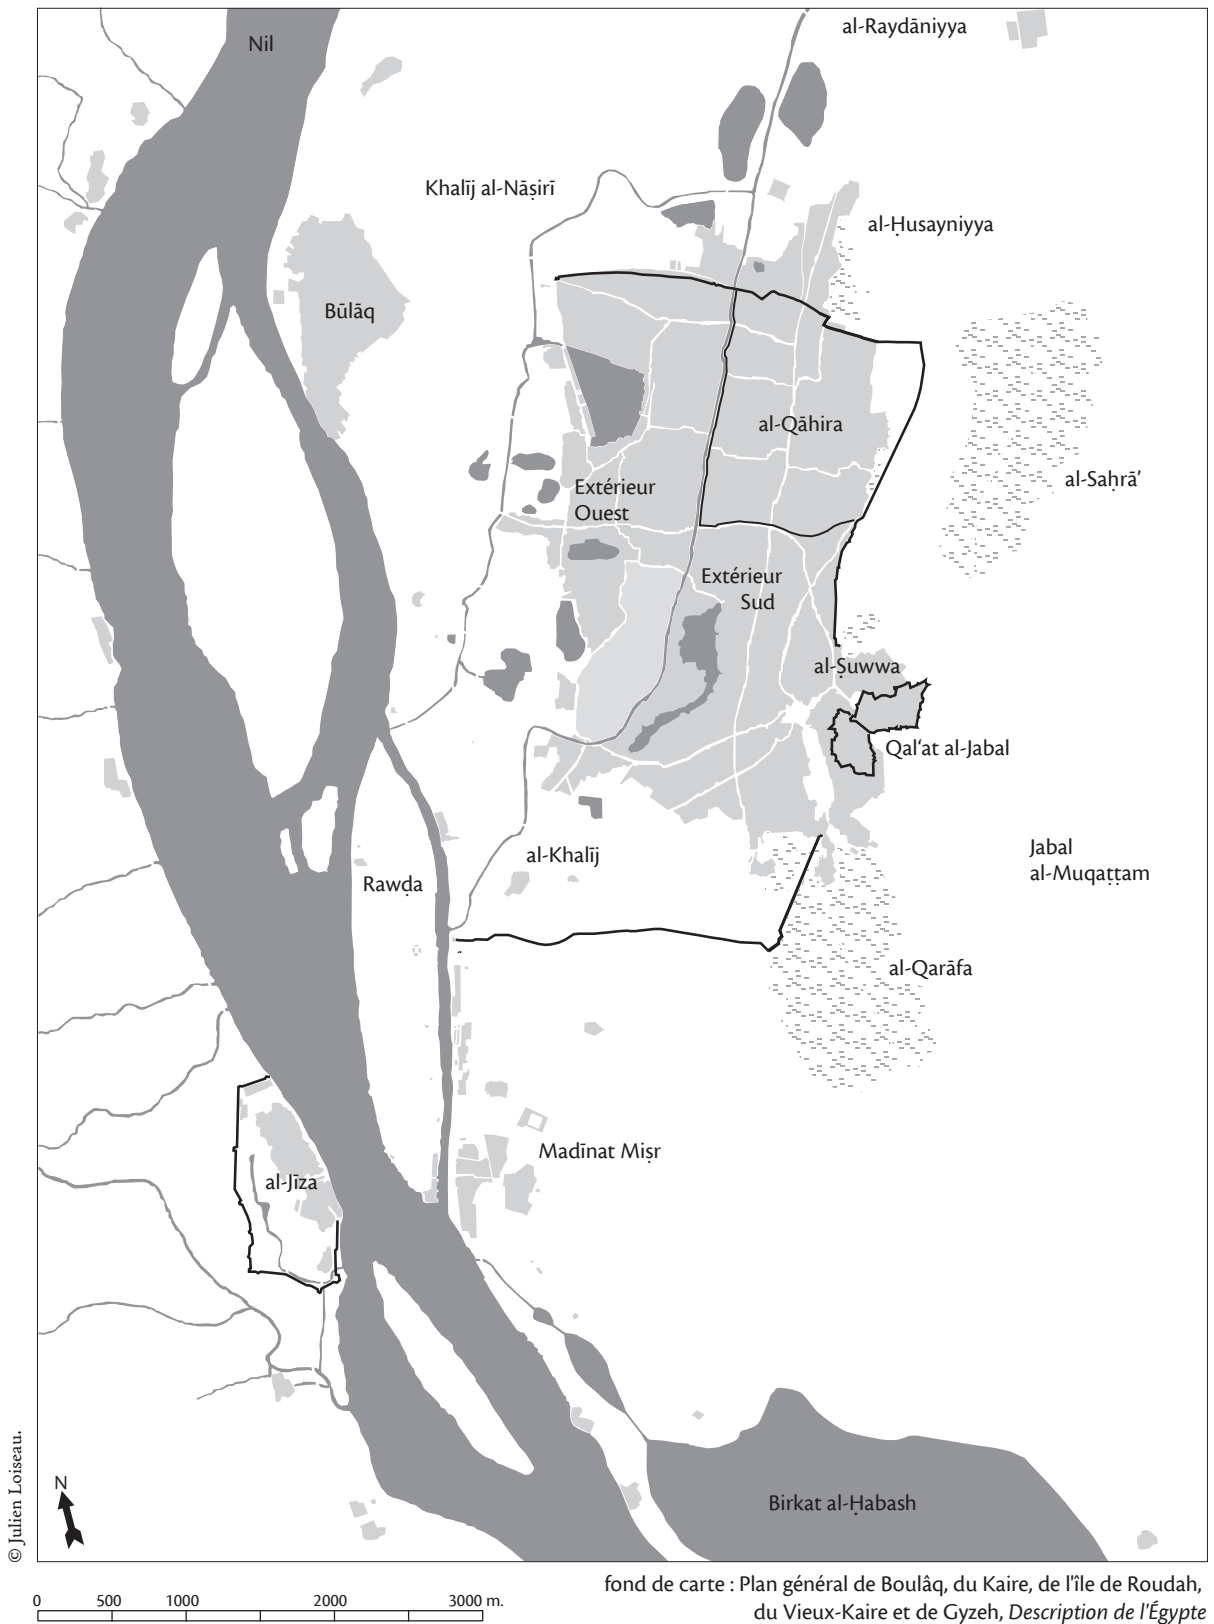 al-Raydāniyya
Nil
Khalīj al-Nāṣirī
al-Ḥusayniyya
Būlāq
al-Qāhira
al-Saḥrā’
Extérieur
Ouest
Extérieur
Sud
al-Ṣuwwa
Qal‘at al-Jabal
al-Khalīj
Jabal
al-Muqaṭṭam
Rawḍa
al-Qarāfa
Madīnat Miṣr
al-Jīza
Birkat al-Ḥabash
N
© Julien Loiseau.
0 500 1000 2000 3000 m.
fond de carte : Plan général de Boulâq, du Kaire, de l'île de Roudah,
du Vieux-Kaire et de Gyzeh, Description de l'Égypte